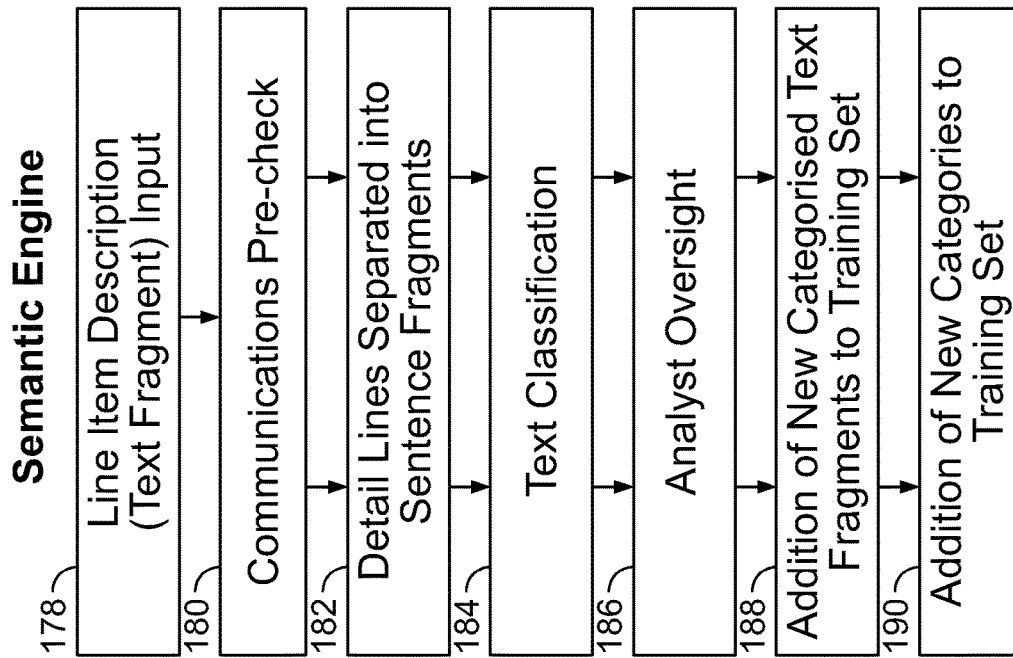 Semantic Engine
178
Line Item Description
(Text Fragment) Input
180
Communications Pre-check
182
Detail Lines Separated into
Sentence Fragments
184
Text Classification
186
Analyst Oversight
188
Addition of New Categorised Text
Fragments to Training Set
190
Addition of New Categories to
Training Set